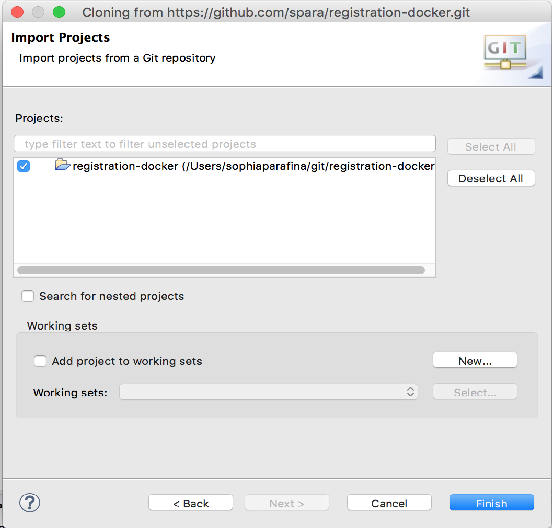 Cloning from https://github.com/spara/registration-docker.git
Import Projects
Import projects from a Git repository
GIT
Projects:
type filter text to filter unselected projects
Select All
registration-docker (/Users/sophiaparafina/git/registration-docker
Deselect All
Search for nested projects
Working sets
Add project to working sets
New...
Working sets:
Select...
?
< Back
Next >
Cancel
Finish